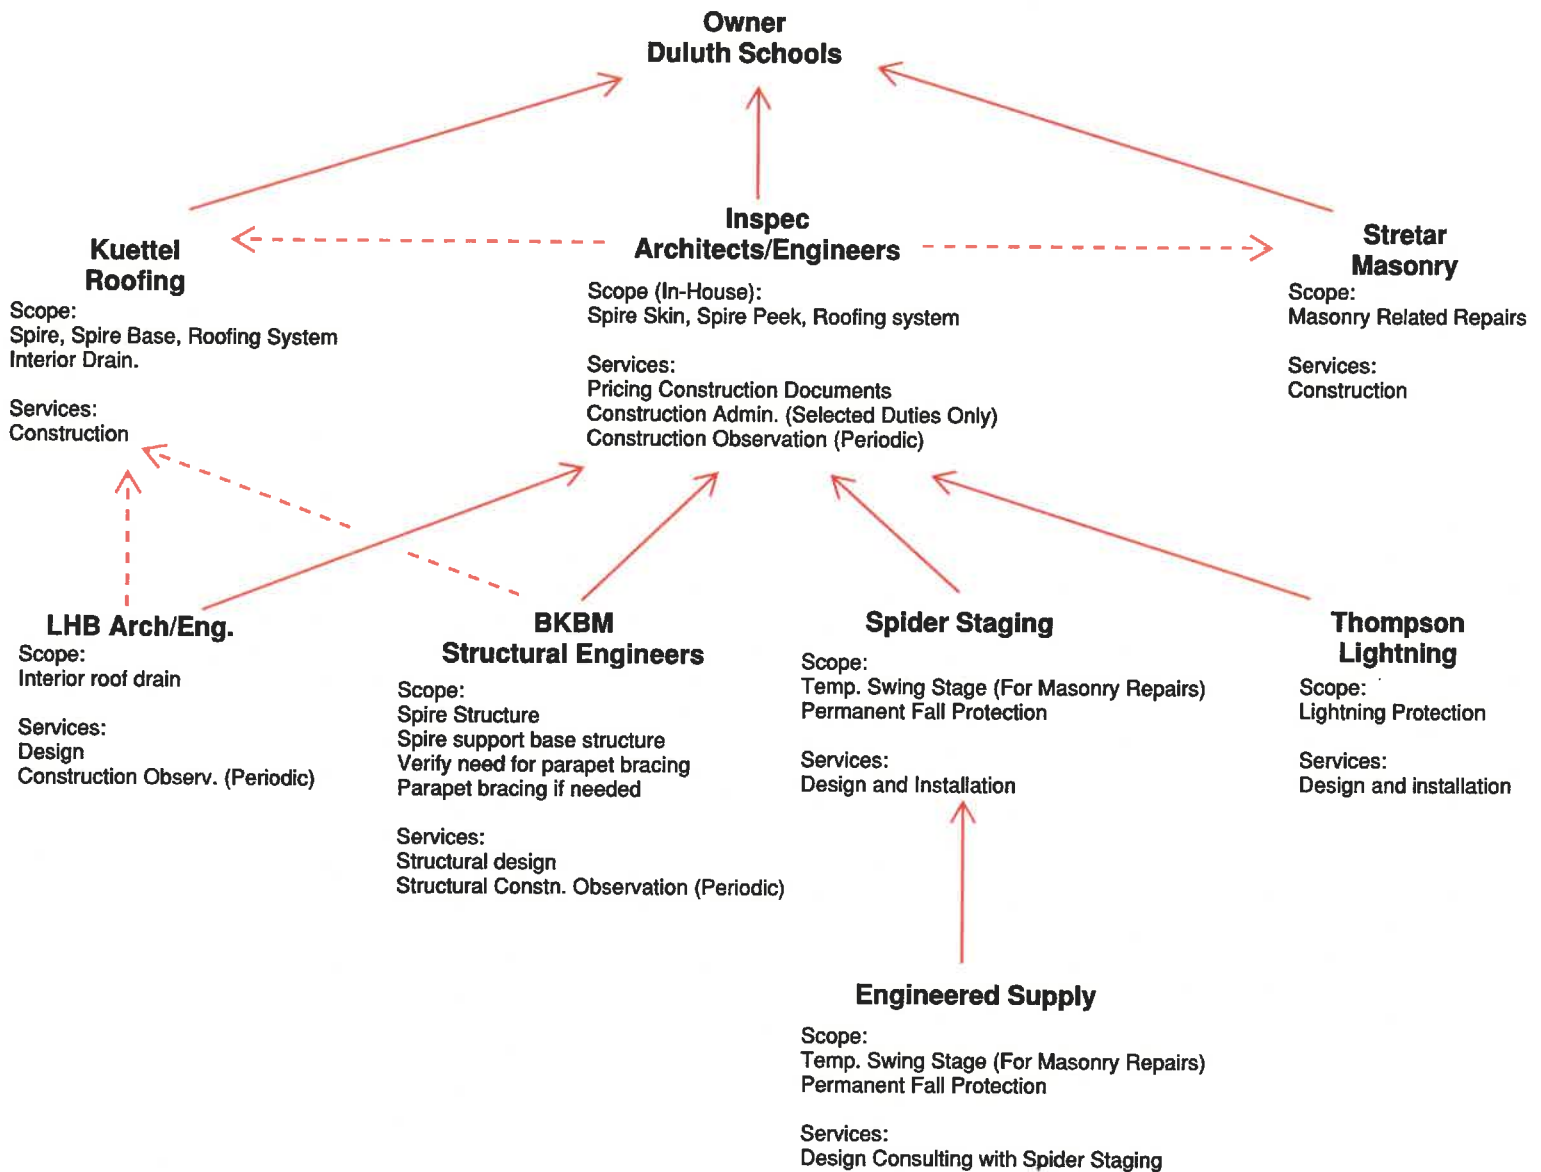 Owner
Duluth Schools
Kuettel
Roofing
Scope:
Spire, Spire Base, Roofing System
Interior Drain.
Services:
Construction
Inspec
Architects/Engineers
Scope (In-House):
Spire Skin, Spire Peek, Roofing system
Services:
Pricing Construction Documents
Construction Admin. (Selected Duties Only)
Construction Observation (Periodic)
Stretar
Masonry
Scope:
Masonry Related Repairs
Services:
Construction
LHB Arch/Eng.
Scope:
Interior roof drain
Services:
Design
Construction Observ. (Periodic)
BKBM
Structural Engineers
Scope:
Spire Structure
Spire support base structure
Verify need for parapet bracing
Parapet bracing if needed
Services:
Structural design
Structural Constn. Observation (Periodic)
Spider Staging
Scope:
Temp. Swing Stage (For Masonry Repairs)
Permanent Fall Protection
Services:
Design and Installation
Thompson
Lightning
Scope:
Lightning Protection
Services:
Design and installation
Engineered Supply
Scope:
Temp. Swing Stage (For Masonry Repairs)
Permanent Fall Protection
Services:
Design Consulting with Spider Staging